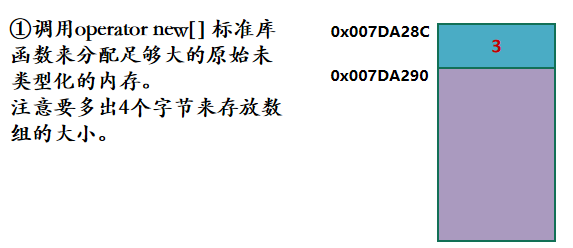 ①调用operator new[] 标准库
函数来分配足够大的原始未
类型化的内存。
注意要多出4个字节来存放数
组的大小。
0x007DA28C
3
0x007DA290